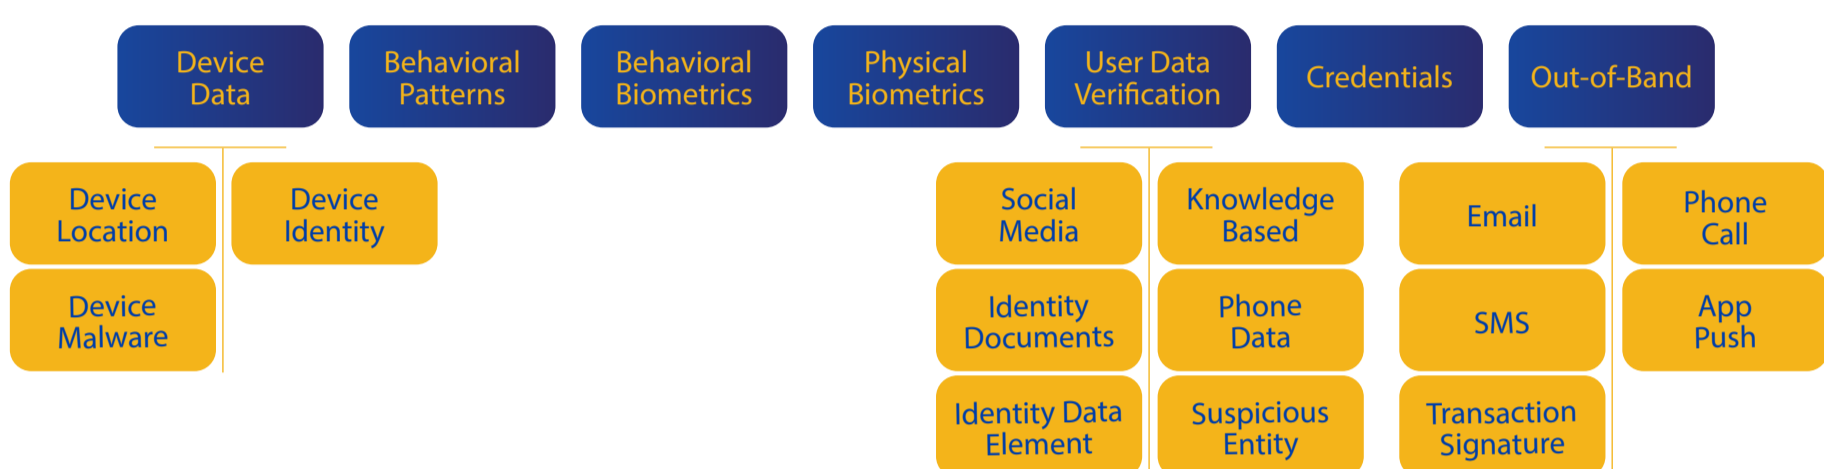 Device
Data
Behavioral
Patterns
Behavioral
Biometrics
Physical
Biometrics
User Data
Verification
Credentials
Out-of-Band
Device
Location
Device
Identity
Device
Malware
Social
Media
Knowledge
Based
Identity
Documents
Phone
Data
Identity Data
Element
Suspicious
Entity
Email
Phone
Call
SMS
App
Push
Transaction
Signature